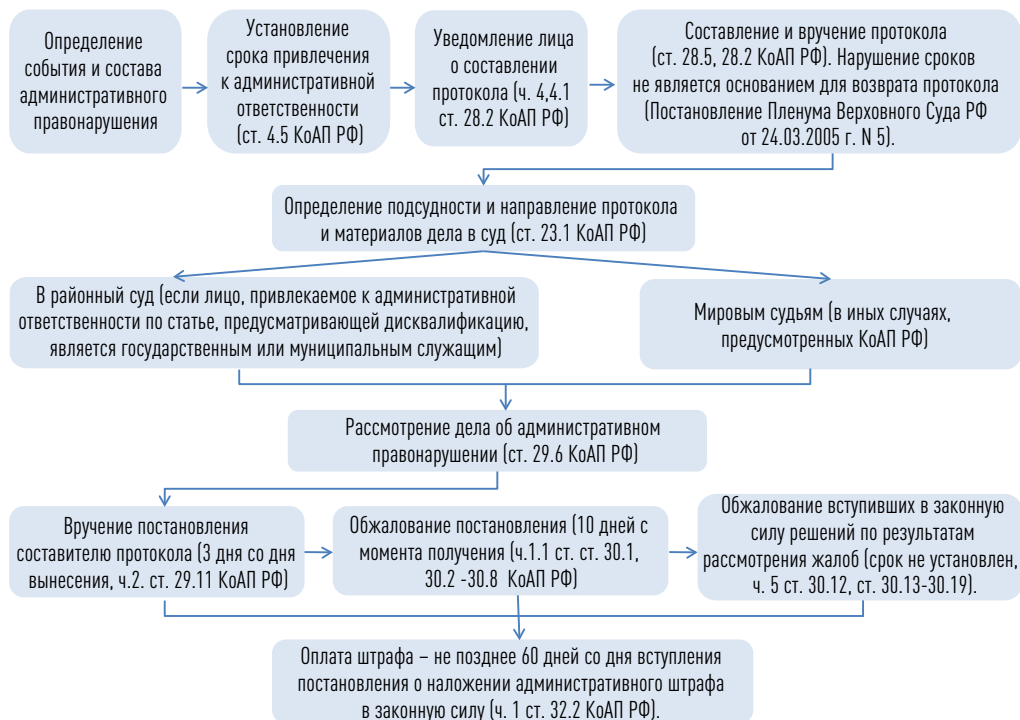 Определение
события и состава
административного
правонарушения
Установление
срока привлечения
к административной
ответственности
(ст. 4.5 КоАП РФ)
Уведомление лица
о составлении
протокола (ч. 4,4.1
ст. 28.2 КоАП РФ)
Составление и вручение протокола
(ст. 28.5, 28.2 КоАП РФ). Нарушение сроков
не является основанием для возврата протокола
(Постановление Пленума Верховного Суда РФ
от 24.03.2005 г. N 5).
Определение подсудности и направление протокола
и материалов дела в суд (ст. 23.1 КоАП РФ)
В районный суд (если лицо, привлекаемое к административной
ответственности по статье, предусматривающей дисквалификацию,
является государственным или муниципальным служащим)
Мировым судьям (в иных случаях,
предусмотренных КоАП РФ)
Рассмотрение дела об административном
правонарушении (ст. 29.6 КоАП РФ)
Вручение постановления
составителю протокола (3 дня со дня
вынесения, ч.2. ст. 29.11 КоАП РФ)
Обжалование постановления (10 дней с
момента получения (ч.1.1 ст. ст. 30.1,
30.2 -30.8 КоАП РФ)
Обжалование вступивших в законную
силу решений по результатам
рассмотрения жалоб (срок не установлен,
ч. 5 ст. 30.12, ст. 30.13-30.19).
Оплата штрафа – не позднее 60 дней со дня вступления
постановления о наложении административного штрафа
в законную силу (ч. 1 ст. 32.2 КоАП РФ).